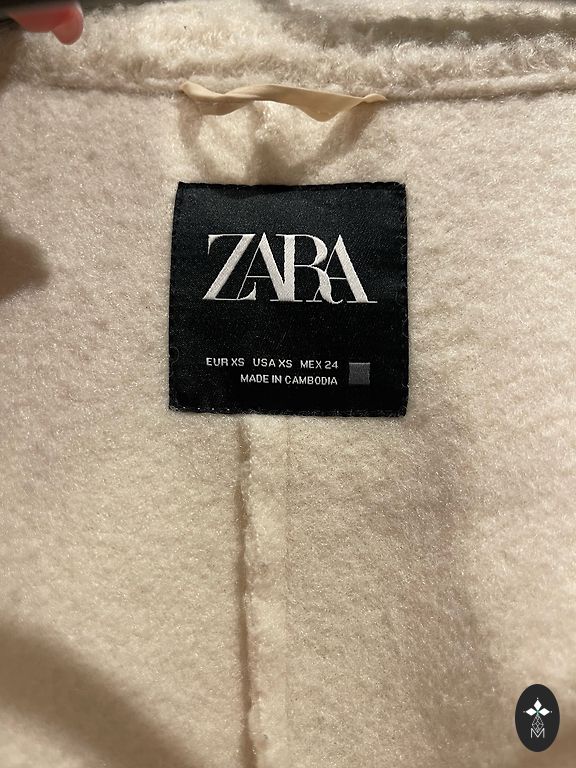 ZARA
EUR XS USA XS MEX 24
MADE IN CAMBODIA
M